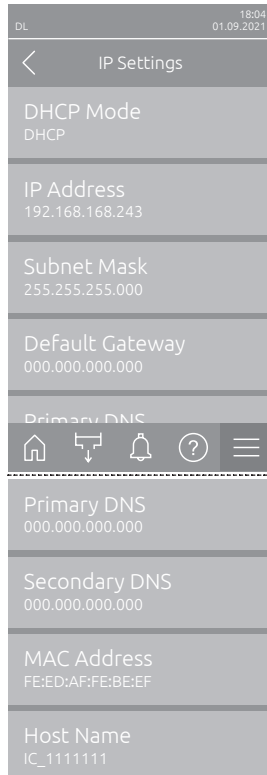 18:04
DL 01.09.2021
IP Settings
DHCP Mode
DHCP
IP Address
192.168.168.243
Subnet Mask
255.255.255.000
Default Gateway
000.000.000.000
Primary DNS
Primary DNS
000.000.000.000
Secondary DNS
000.000.000.000
MAC Address
FE:ED:AF:FE:BE:EF
Host Name
IC_1111111